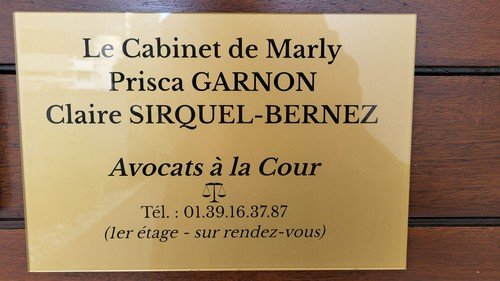 Le Cabinet de Marly
Prisca GARNON
Claire SIRQUEL-BERNEZ
Avocats à la Cour
Tél. : 01.39.16.37.87
(1er étage - sur rendez-vous)